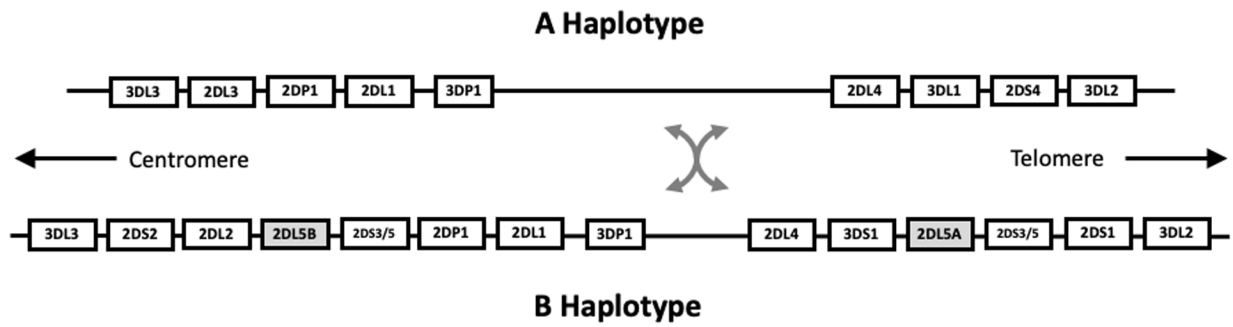 A Haplotype
3DL3 2DL3 2DP1 2DL1 3DP1 2DL4 3DL1 2DS4 3DL2
Centromere Telomere
3DL3 2DS2 2DL2 2DL5B 2DS3/5 2DP1 2DL1 3DP1 2DL4 3DS1 2DL5A 2DS3/5 2DS1 3DL2
B Haplotype